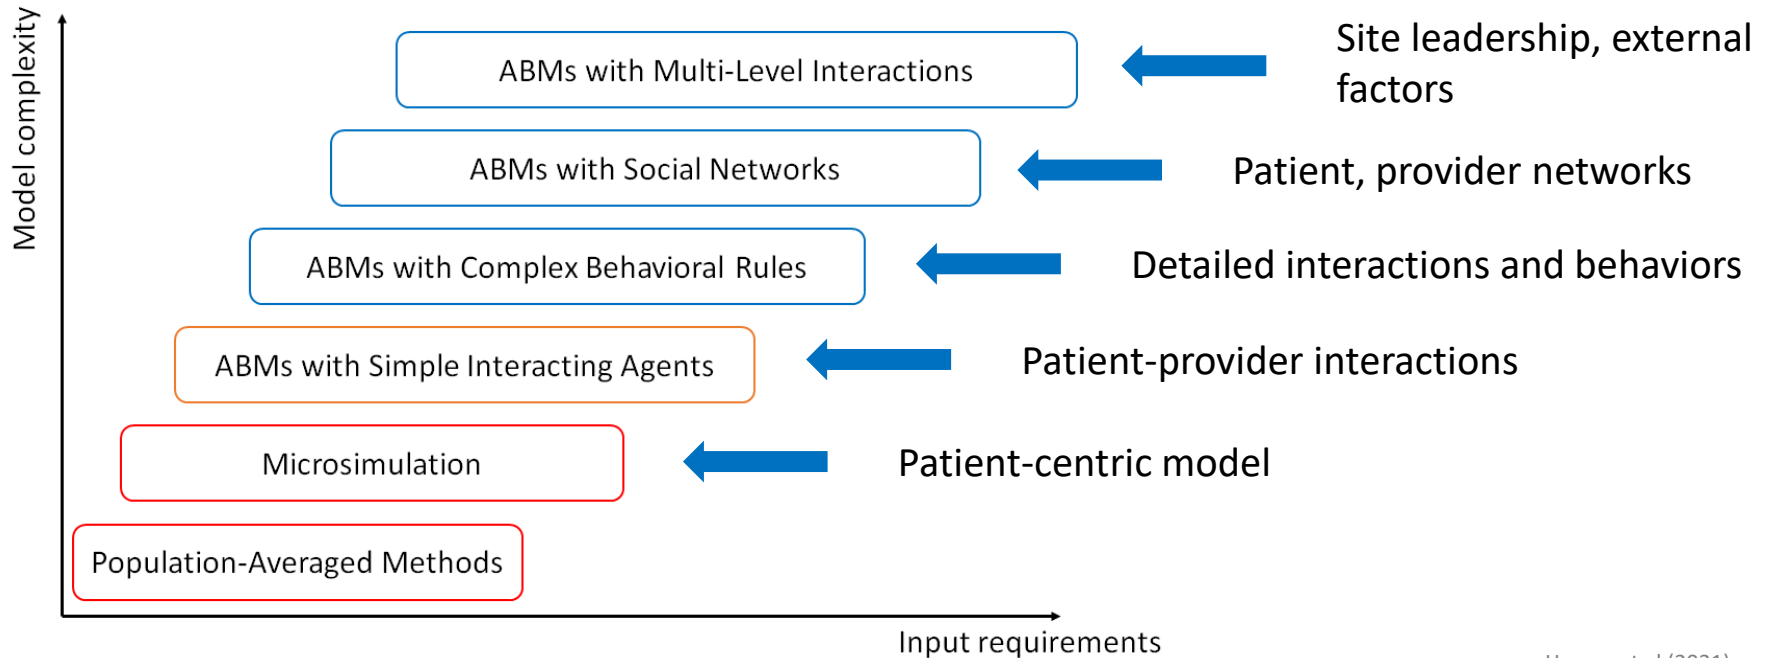 Model complexity
ABMs with Multi-Level Interactions
Site leadership, external
factors
ABMs with Social Networks
Patient, provider networks
ABMs with Complex Behavioral Rules
Detailed interactions and behaviors
ABMs with Simple Interacting Agents
Patient-provider interactions
Microsimulation
Patient-centric model
Population-Averaged Methods
Input requirements